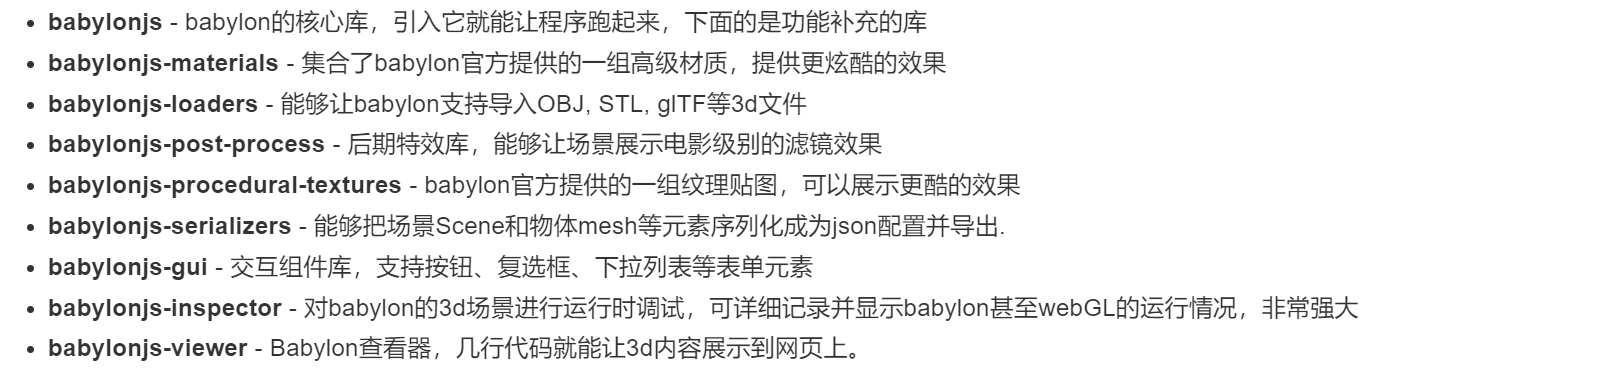 • babylonjs - babylon的核心库，引入它就能让程序跑起来，下面的是功能补充的库
• babylonjs-materials - 集合了babylon官方提供的一组高级材质，提供更炫酷的效果
• babylonjs-loaders - 能够让babylon支持导入OBJ, STL, glTF等3d文件
• babylonjs-post-process - 后期特效库，能够让场景展示电影级别的滤镜效果
• babylonjs-procedural-textures - babylon官方提供的一组纹理贴图，可以展示更酷的效果
• babylonjs-serializers - 能够把场景Scene和物体mesh等元素序列化成为json配置并导出.
• babylonjs-gui - 交互组件库，支持按钮、复选框、下拉列表等表单元素
• babylonjs-inspector - 对babylon的3d场景进行运行时调试，可详细记录并显示babylon甚至webGL的运行情况，非常强大
• babylonjs-viewer - Babylon查看器，几行代码就能让3d内容展示到网页上。